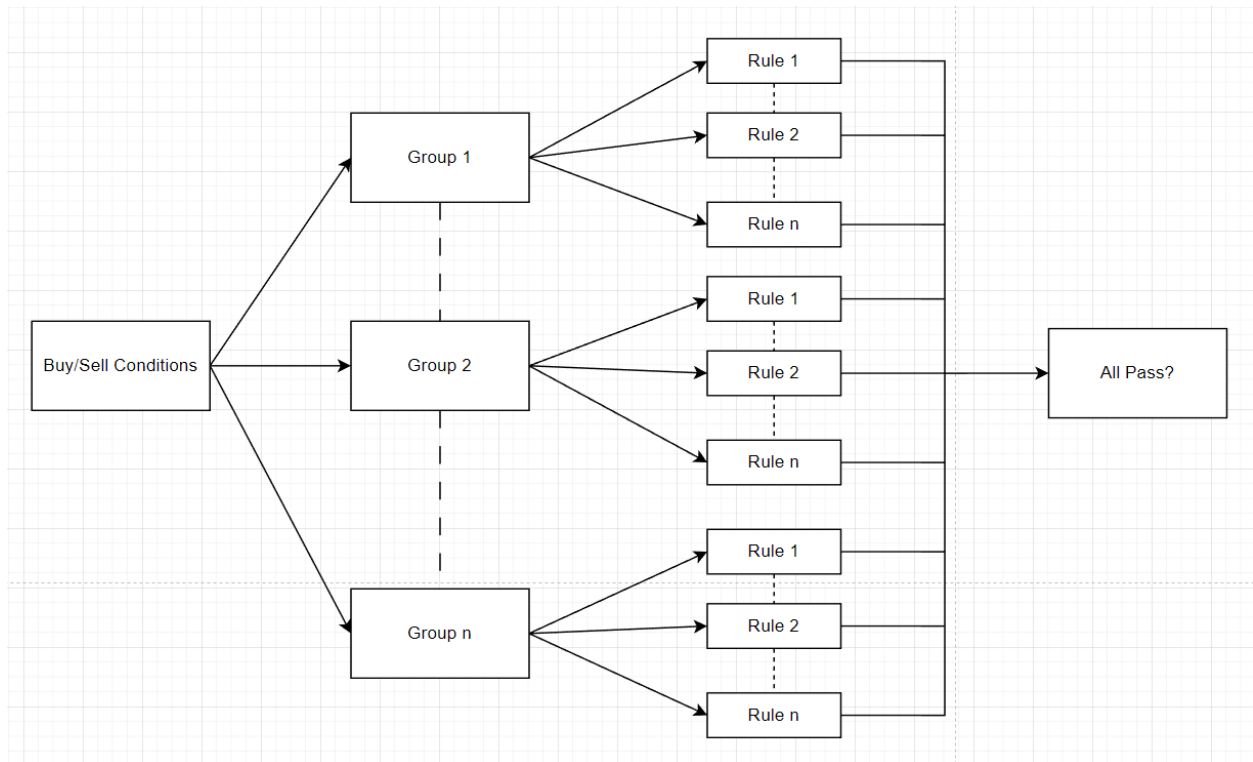 Buy/Sell Conditions
Group 1
Rule 1
Rule 2
Rule n
Group 2
Rule 1
Rule 2
Rule n
Group n
Rule 1
Rule 2
Rule n
All Pass?